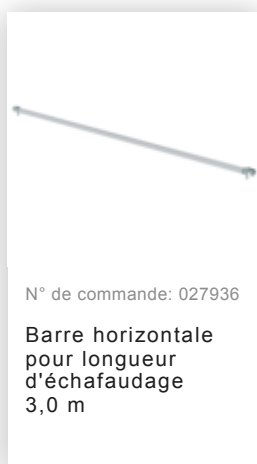 N° de commande: 027936
Barre horizontale
pour longueur
d'échafaudage
3,0 m